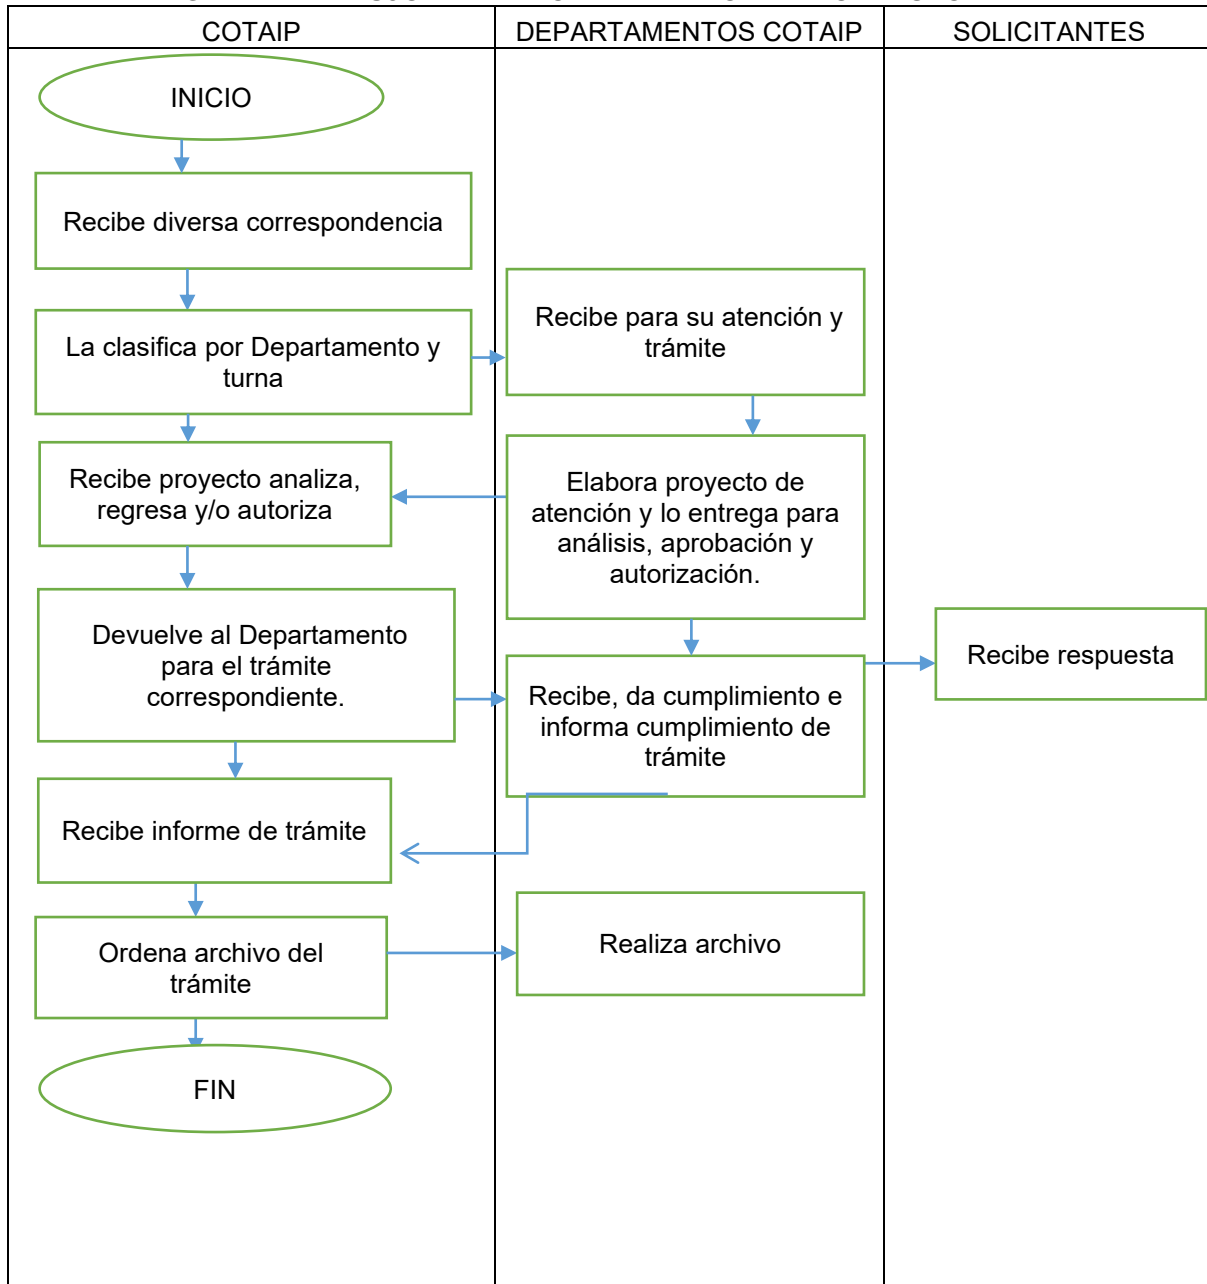 COTAIP
DEPARTAMENTOS COTAIP
SOLICITANTES
INICIO
Recibe diversa correspondencia
La clasifica por Departamento y
turna
Recibe para su atención y
trámite
Recibe proyecto analiza,
regresa y/o autoriza
Elabora proyecto de
atención y lo entrega para
análisis, aprobación y
autorización.
Devuelve al Departamento
para el trámite
correspondiente.
Recibe, da cumplimiento e
informa cumplimiento de
trámite
Recibe respuesta
Recibe informe de trámite
Ordena archivo del
trámite
Realiza archivo
FIN